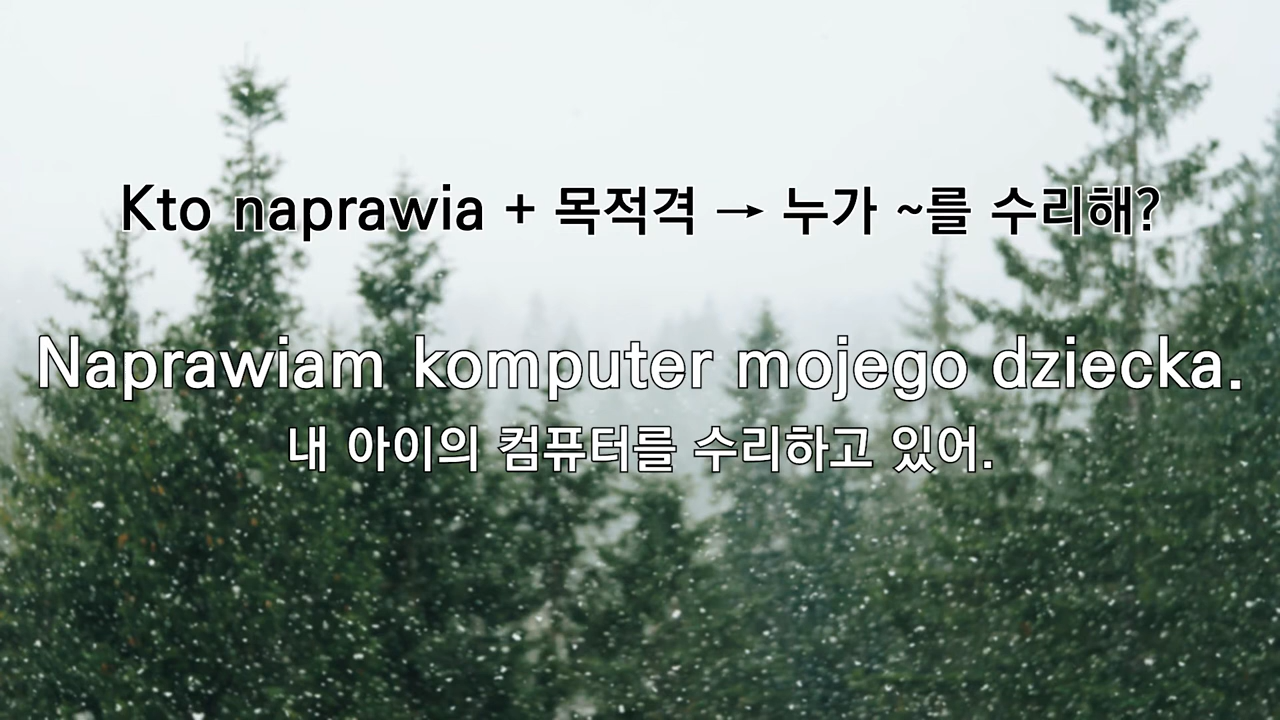 Kto naprawia + 목적격 → 누가 ~를 수리해?
Naprawiam komputer mojego dziecka.
내 아이의 컴퓨터를 수리하고 있어.